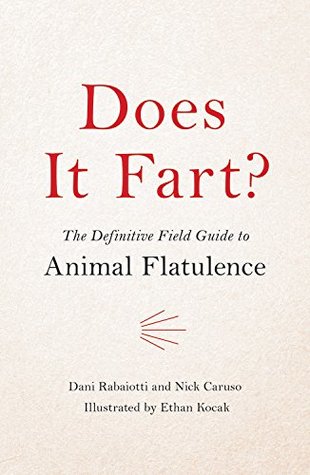 Does
It Fart?
The Definitive Field Guide to
Animal Flatulence
Dani Rabaiotti and Nick Caruso
Illustrated by Ethan Kocak